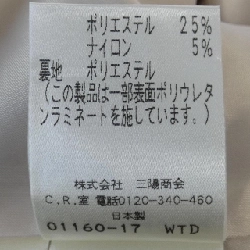 ポリエステル 25%
ナイロン 5%
裏地 ポリエステル
(この製品は一部表面ポリウレタ
ンラミネートを施しています。)
株式会社 三陽商会
C.R.室 電話0120-340-460
日本製
01160-17 WTD